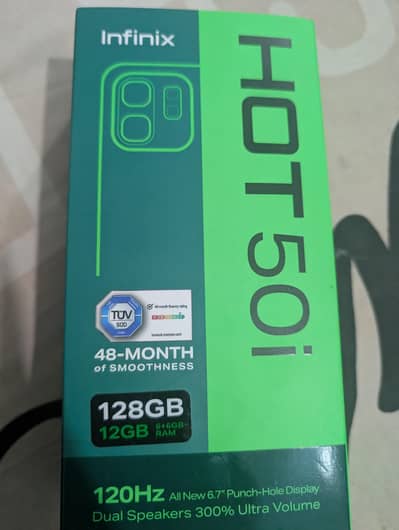 Infinix
HOT 50i
TÜV
SÜD
48-MONTH
of SMOOTHNESS
128GB
12GB 6+6GB
RAM
120Hz All New 6.7" Punch-Hole Display
Dual Speakers 300% Ultra Volume